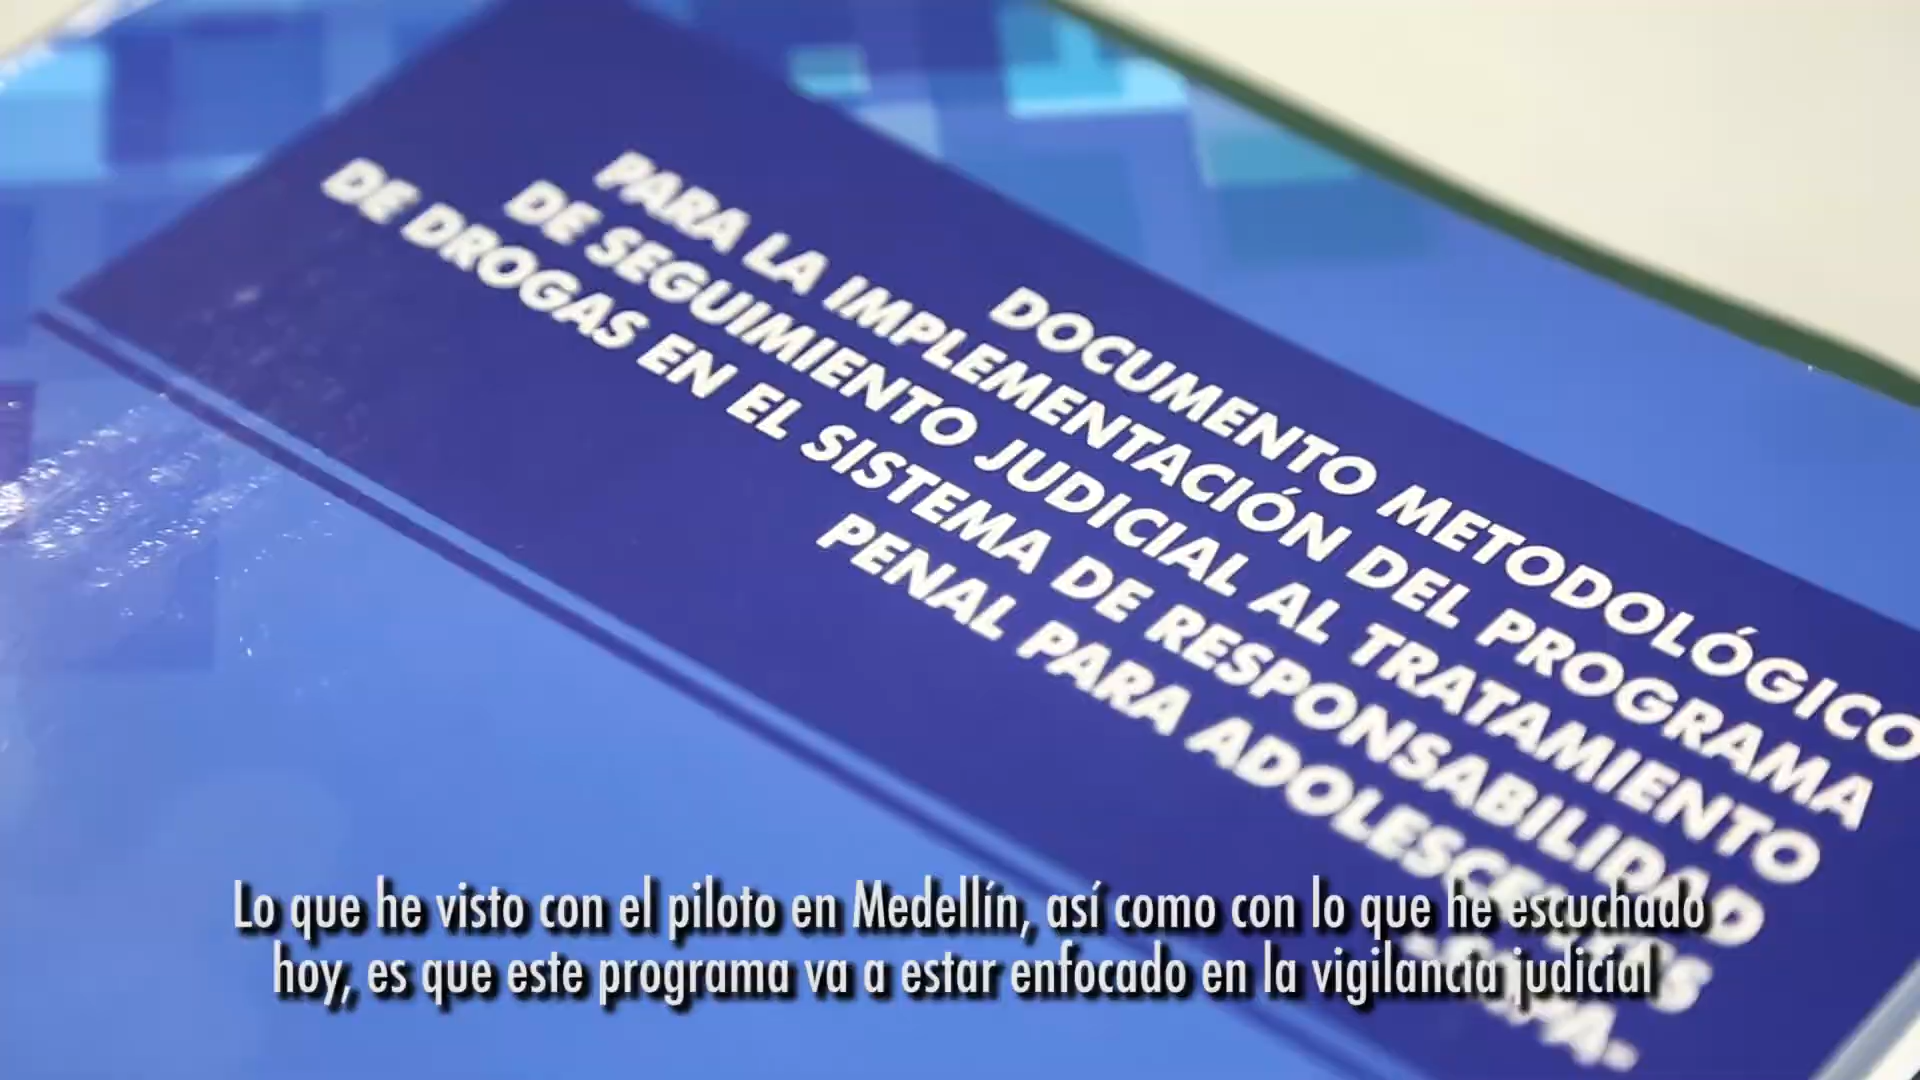 DOCUMENTO METODOLÓGICO
PARA LA IMPLEMENTACIÓN DEL PROGRAMA
DE SEGUIMIENTO JUDICIAL AL TRATAMIENTO
DE DROGAS EN EL SISTEMA DE RESPONSABILIDAD
PENAL PARA ADOLESCENTES
Lo que he visto con el piloto en Medellín, así como con lo que he escuchado
hoy, es que este programa va a estar enfocado en la vigilancia judicial